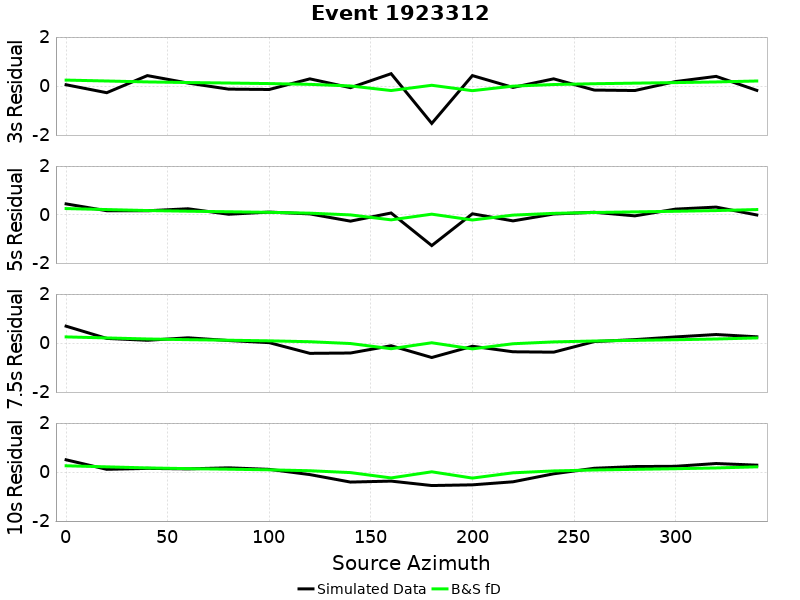 Event 1923312
3s Residual
2
0
-2
5s Residual
2
0
-2
7.5s Residual
2
0
-2
10s Residual
2
0
-2
0 50 100 150 200 250 300
Source Azimuth
Simulated Data B&S fD